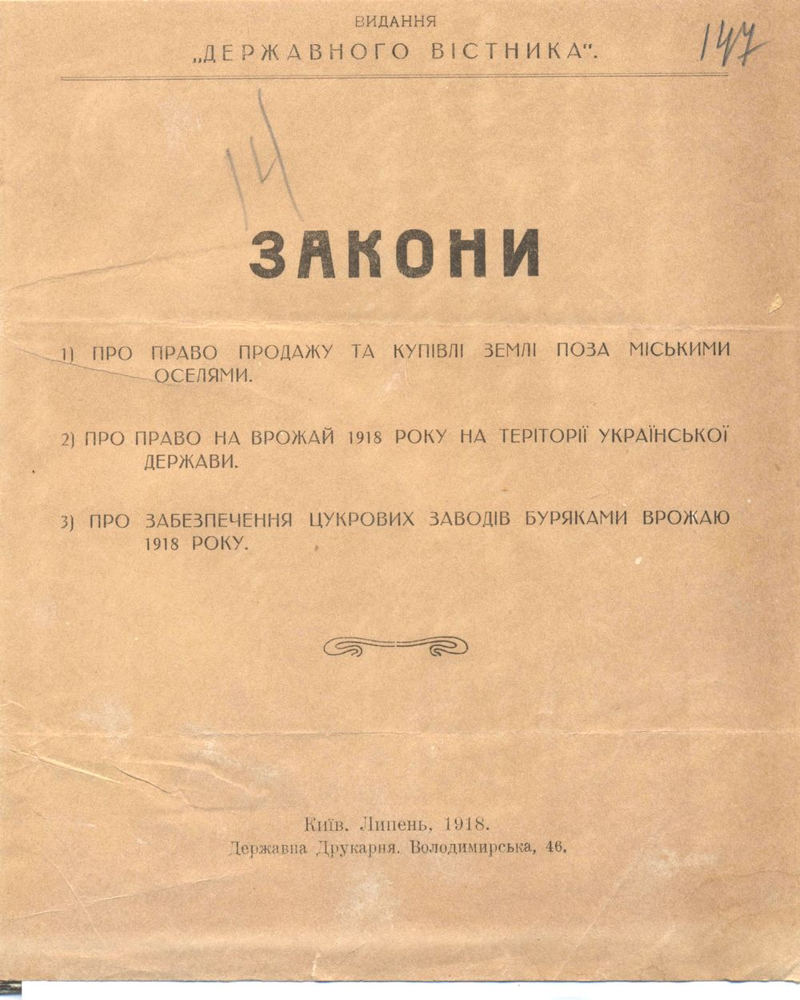 ВИДАННЯ
147
„ДЕРЖАВНОГО ВІСТНИКА“.
14
ЗАКОНИ
1) ПРО ПРАВО ПРОДАЖУ ТА КУПІВЛІ ЗЕМЛІ ПОЗА МІСЬКИМИ
ОСЕЛЯМИ.
2) ПРО ПРАВО НА ВРОЖАЙ 1918 РОКУ НА ТЕРІТОРІЇ УКРАЇНСЬКОЇ
ДЕРЖАВИ.
3) ПРО ЗАБЕЗПЕЧЕННЯ ЦУКРОВИХ ЗАВОДІВ БУРЯКАМИ ВРОЖАЮ
1918 РОКУ.
Київ. Липень, 1918.
Державна Друкарня. Володимирська, 46.